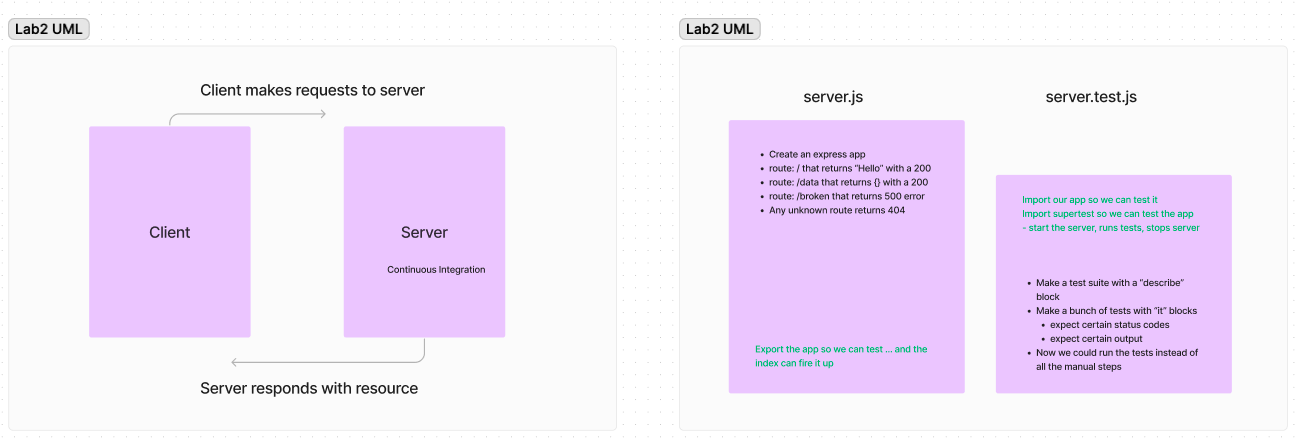 Lab2 UML
Client makes requests to server
Client
Server
Continuous Integration
Server responds with resource
Lab2 UML
server.js
• Create an express app
• route: / that returns “Hello” with a 200
• route: /data that returns {} with a 200
• route: /broken that returns 500 error
• Any unknown route returns 404
Export the app so we can test ... and the
index can fire it up
server.test.js
Import our app so we can test it
Import supertest so we can test the app
- start the server, runs tests, stops server
• Make a test suite with a “describe”
block
• Make a bunch of tests with “it” blocks
• expect certain status codes
• expect certain output
• Now we could run the tests instead of
all the manual steps